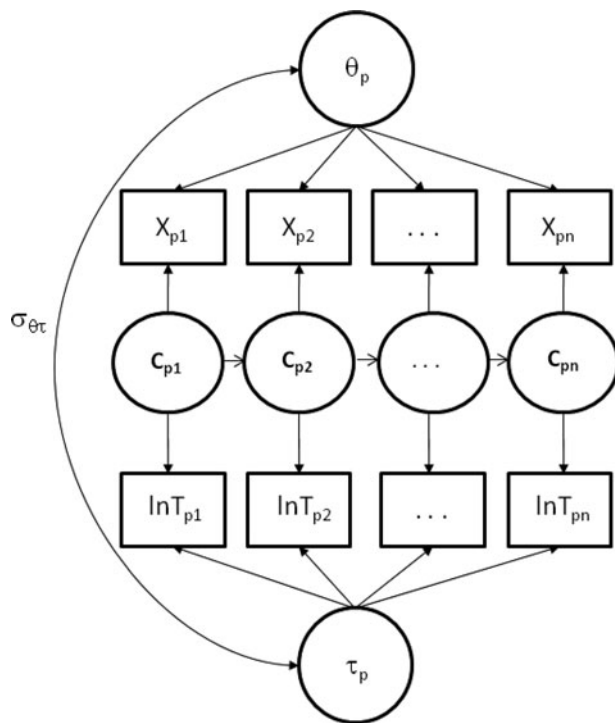 θp
Xp1 Xp2 ... Xpn
σθτ
Cp1 Cp2 ... Cpn
lnTp1 lnTp2 ... lnTpn
τp